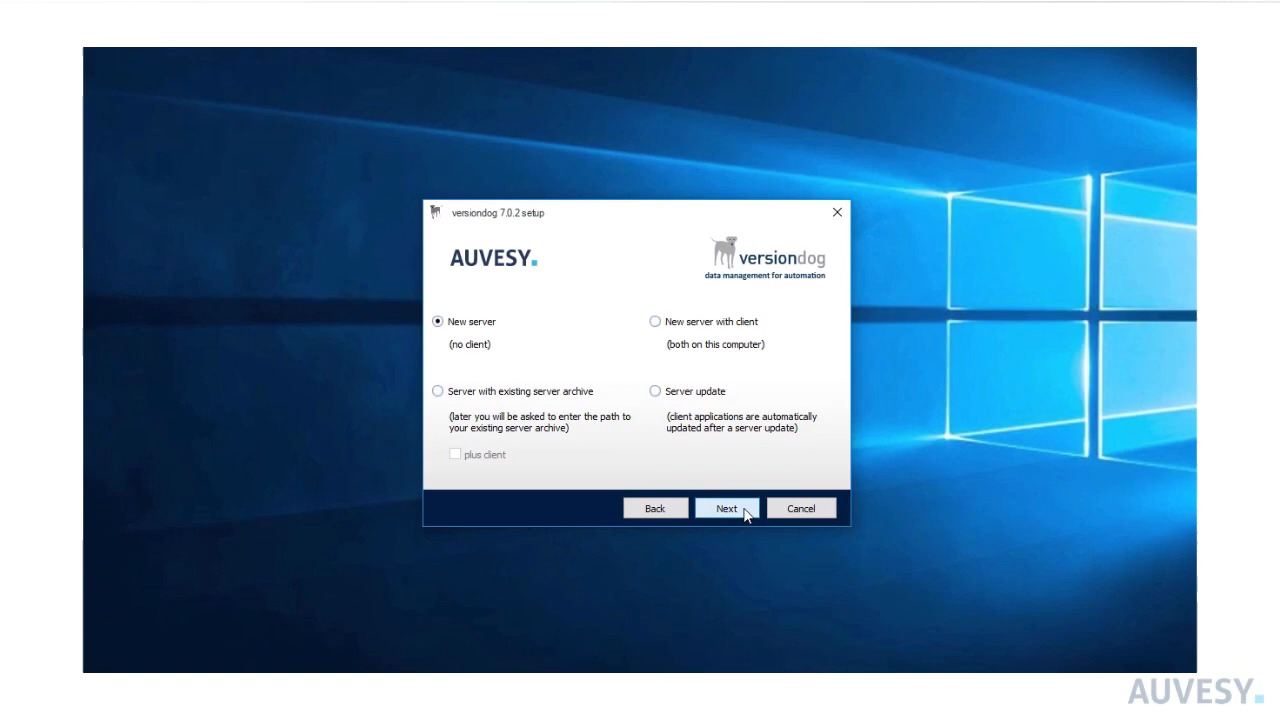 versiondog 7.0.2 setup
AUVESY.
versiondog
data management for automation
New server
(no client)
New server with client
(both on this computer)
Server with existing server archive
(later you will be asked to enter the path to
your existing server archive)
plus client
Server update
(client applications are automatically
updated after a server update)
Back
Next
Cancel
AUVESY.